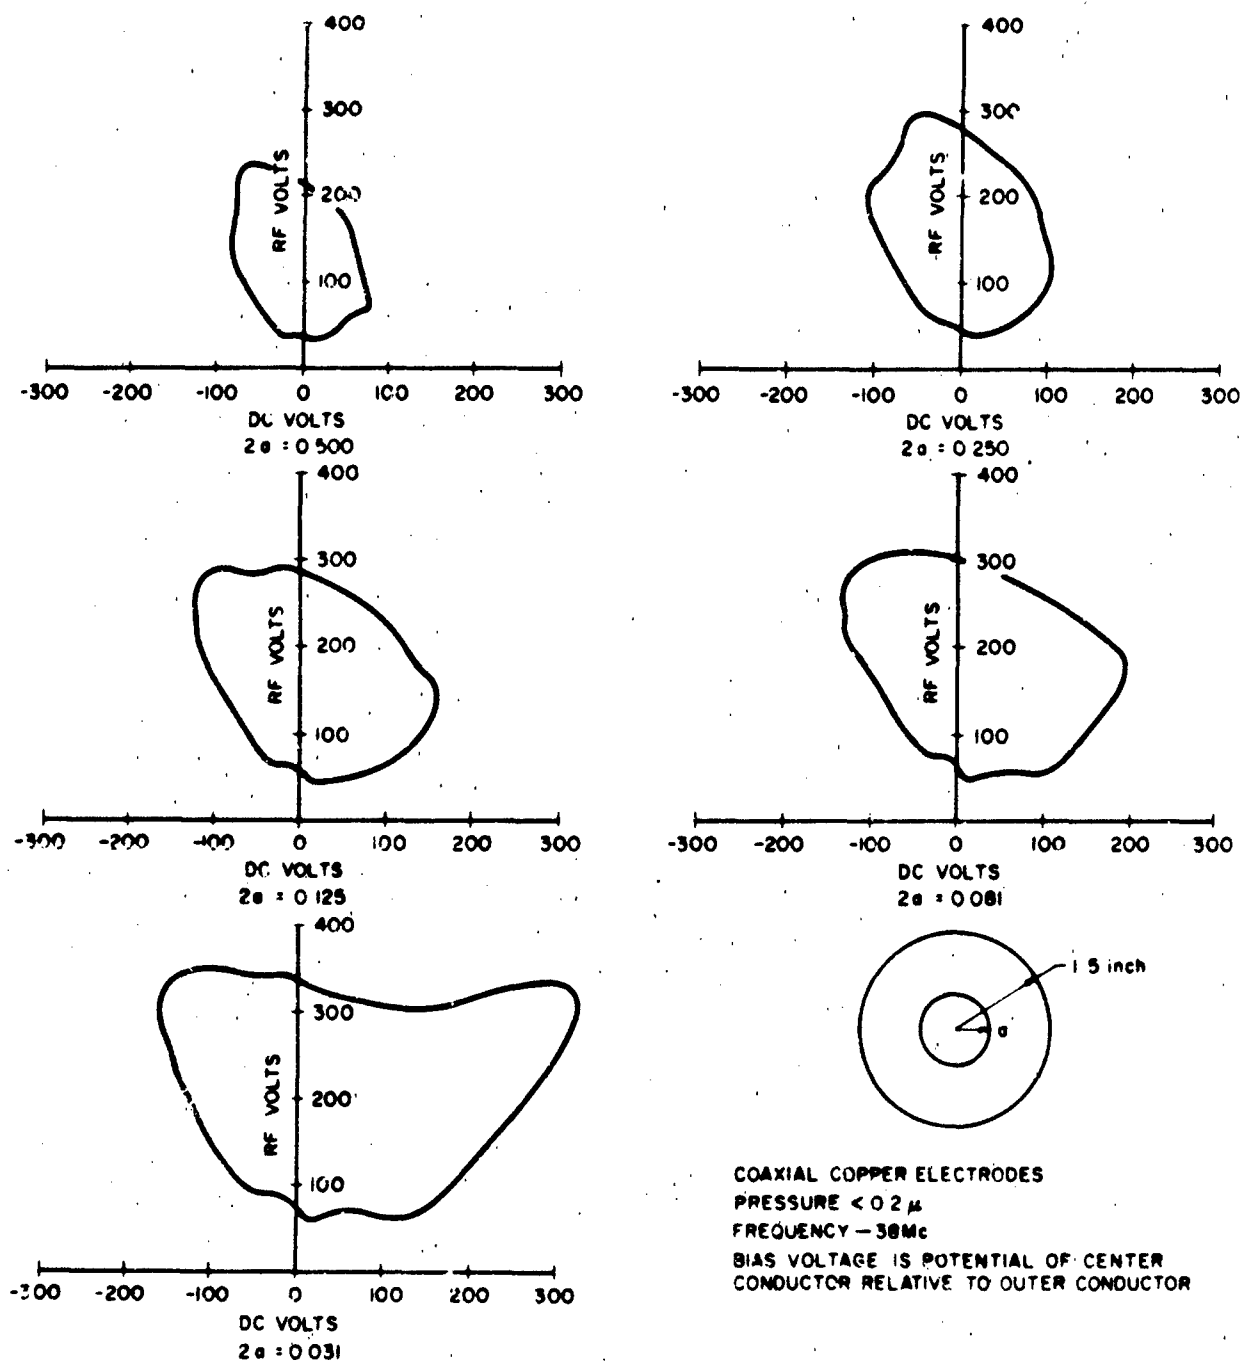 400
300
200
100
RF VOLTS
-300 -200 -100 0 100 200 300
DC VOLTS
2a = 0.500
400
300
200
100
RF VOLTS
-300 -200 -100 0 100 200 300
DC VOLTS
2a = 0.250
400
300
200
100
RF VOLTS
-300 -200 -100 0 100 200 300
DC VOLTS
2a = 0.125
400
300
200
100
RF VOLTS
-300 -200 -100 0 100 200 300
DC VOLTS
2a = 0.081
400
300
200
100
RF VOLTS
-300 -200 -100 0 100 200 300
DC VOLTS
2a = 0.031
1.5 inch
a
COAXIAL COPPER ELECTRODES
PRESSURE < 0.2 μ
FREQUENCY – 38Mc
BIAS VOLTAGE IS POTENTIAL OF CENTER
CONDUCTOR RELATIVE TO OUTER CONDUCTOR